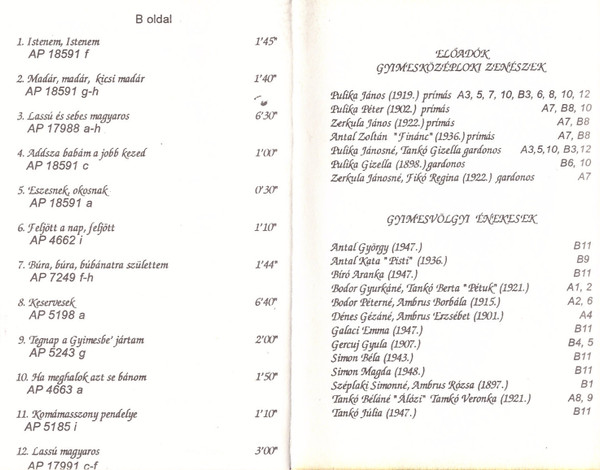 B oldal
1. Istenem, Istenem 1'45"
AP 18591 f
2. Madár, madár, kicsi madár 1'40"
AP 18591 g-h
3. Lassú és sebes magyaros 6'30"
AP 17988 a-h
4. Addsza babám a jobb kezed 1'00"
AP 18591 c
5. Eszesnek, okosnak 0'30"
AP 18591 a
6. Feljött a nap, feljött 1'10"
AP 4662 i
7. Búra, búra, búbánatra születtem 1'44"
AP 7249 f-h
8. Keservesek 6'40"
AP 5198 a
9. Tegnap a Gyimesbe' jártam 2'00"
AP 5243 g
10. Ha meghalok azt se bánom 1'50"
AP 4663 a
11. Komámasszony pendelye 1'10"
AP 5185 i
12. Lassú magyaros 3'00"
AP 17991 c-f
ELŐADÓK
GYIMESKÖZÉPLOKI ZENÉSZEK
Pulika János (1919.) prímás A3, 5, 7, 10, B3, 6, 8, 10, 12
Pulika Péter (1902.) prímás A7, B8, 10
Zerkula János (1922.) prímás A7, B8
Antal Zoltán "Finánc" (1936.) prímás A7, B8
Pulika Jánosné, Tankó Gizella gardonos A3,5,10, B3,12
Pulika Gizella (1898.)gardonos B6, 10
Zerkula Jánosné, Fikó Regina (1922.) gardonos A7
GYIMESVÖLGYI ÉNEKESEK
Antal György (1947.) B11
Antal Kata "Pisti" (1936.) B9
Bíró Aranka (1947.) B11
Bodor Gyurkáné, Tankó Berta "Pétuk" (1921.) A1, 2
Bodor Péterné, Ambrus Borbála (1915.) A2, 6
Dénes Gézáné, Ambrus Erzsébet (1901.) A4
Galaci Emma (1947.) B11
Gercuj Gyula (1907.) B4, 5
Simon Béla (1943.) B11
Simon Magda (1948.) B11
Széplaki Simonné, Ambrus Rózsa (1897.) B1
Tankó Béláné "Álózi" Tamkó Veronka (1921.) A8, 9
Tankó Júlia (1947.) B11